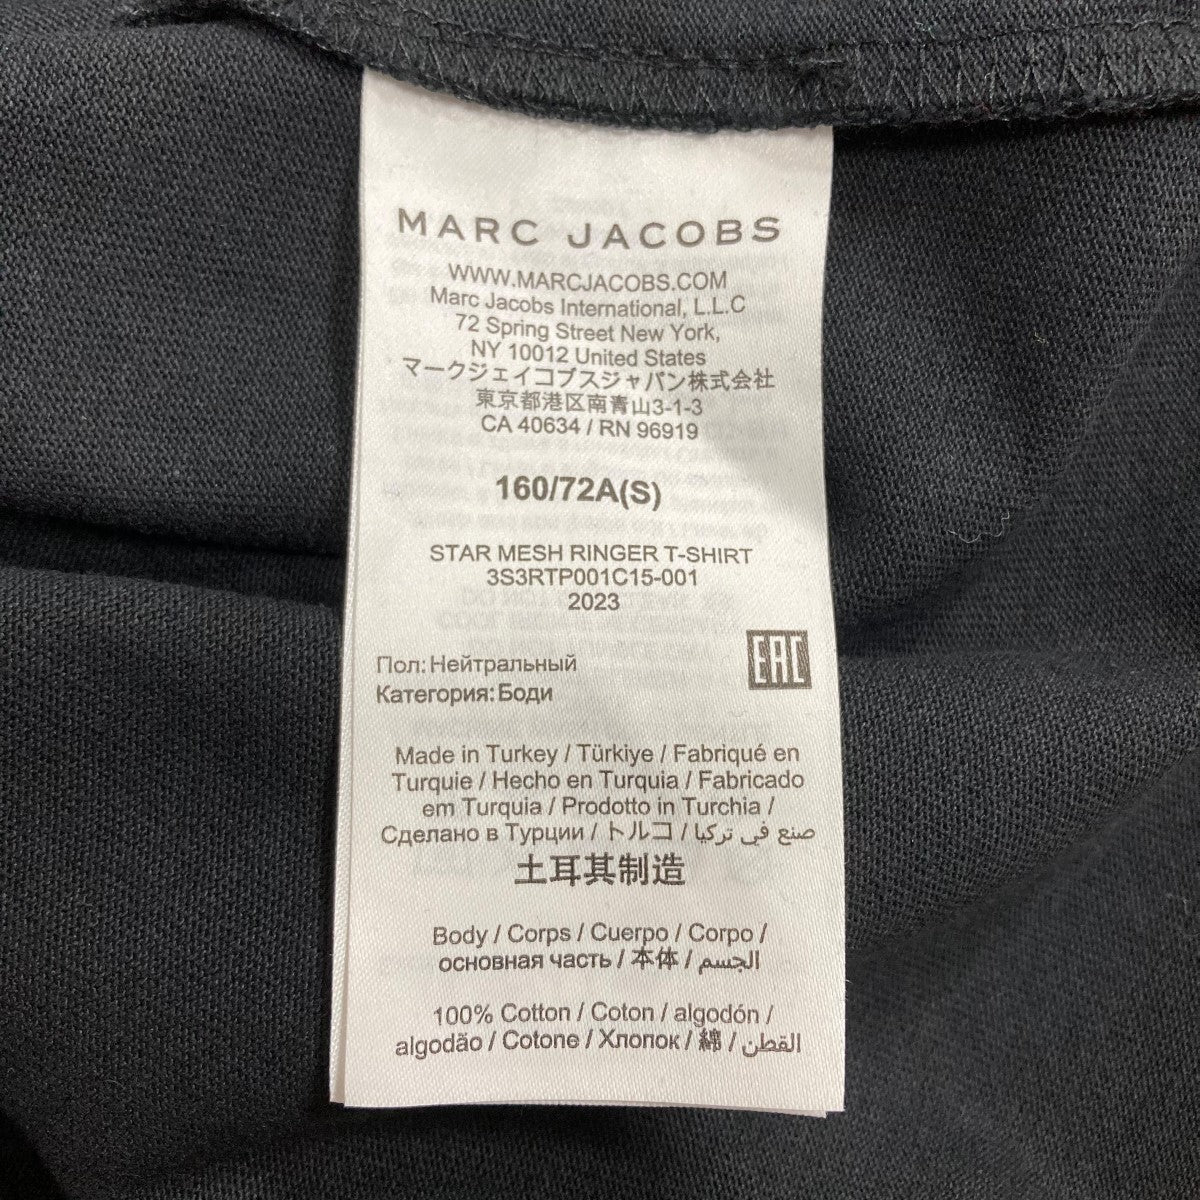 MARC JACOBS
WWW.MARCJACOBS.COM
Marc Jacobs International, L.L.C
72 Spring Street New York,
NY 10012 United States
マークジェイコブスジャパン株式会社
東京都港区南青山3-1-3
CA 40634 / RN 96919
160/72A(S)
STAR MESH RINGER T-SHIRT
3S3RTP001C15-001
2023
Пол: Нейтральный
Категория: Боди
EAC
Made in Turkey / Türkiye / Fabriqué en
Turquie / Hecho en Turquia / Fabricado
em Turquia / Prodotto in Turchia /
Сделано в Турции / トルコ / صنع في تركيا
土耳其制造
Body / Corps / Cuerpo / Corpo /
основная часть / 本体 / الجسم
100% Cotton / Coton / algodón /
algodão / Cotone / Хлопок / 綿 / القطن